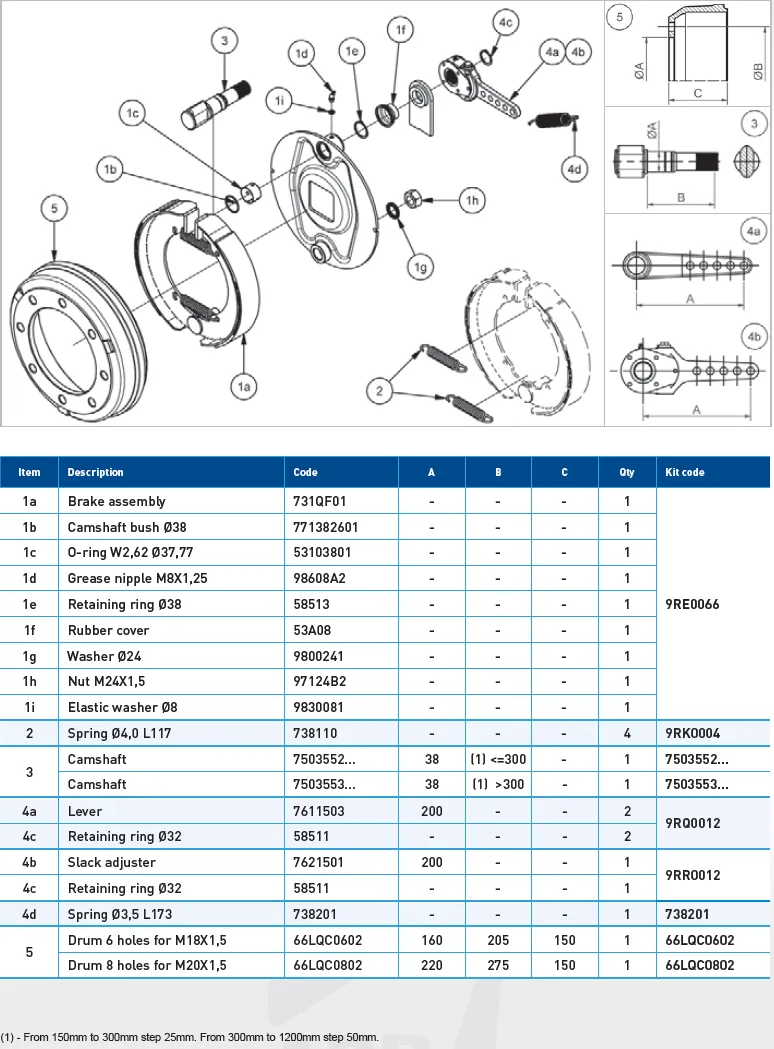 3
1d
1e
1f
4c
4a
4b
1i
1c
1b
4d
5
1h
1g
1a
2
5
ØA
ØB
C
3
ØA
B
4a
A
4b
A
Item Description Code A B C Qty Kit code
1a Brake assembly 731QF01 - - - 1
1b Camshaft bush Ø38 771382601 - - - 1
1c O-ring W2,62 Ø37,77 53103801 - - - 1
1d Grease nipple M8X1,25 98608A2 - - - 1
1e Retaining ring Ø38 58513 - - - 1 9RE0066
1f Rubber cover 53A08 - - - 1
1g Washer Ø24 9800241 - - - 1
1h Nut M24X1,5 97124B2 - - - 1
1i Elastic washer Ø8 9830081 - - - 1
2 Spring Ø4,0 L117 738110 - - - 4 9RK0004
3 Camshaft 7503552... 38 (1) <=300 - 1 7503552...
Camshaft 7503553... 38 (1) >300 - 1 7503553...
4a Lever 7611503 200 - - 2 9RQ0012
4c Retaining ring Ø32 58511 - - - 2
4b Slack adjuster 7621501 200 - - 1 9RR0012
4c Retaining ring Ø32 58511 - - - 1
4d Spring Ø3,5 L173 738201 - - - 1 738201
5 Drum 6 holes for M18X1,5 66LQC0602 160 205 150 1 66LQC0602
Drum 8 holes for M20X1,5 66LQC0802 220 275 150 1 66LQC0802
(1) - From 150mm to 300mm step 25mm. From 300mm to 1200mm step 50mm.